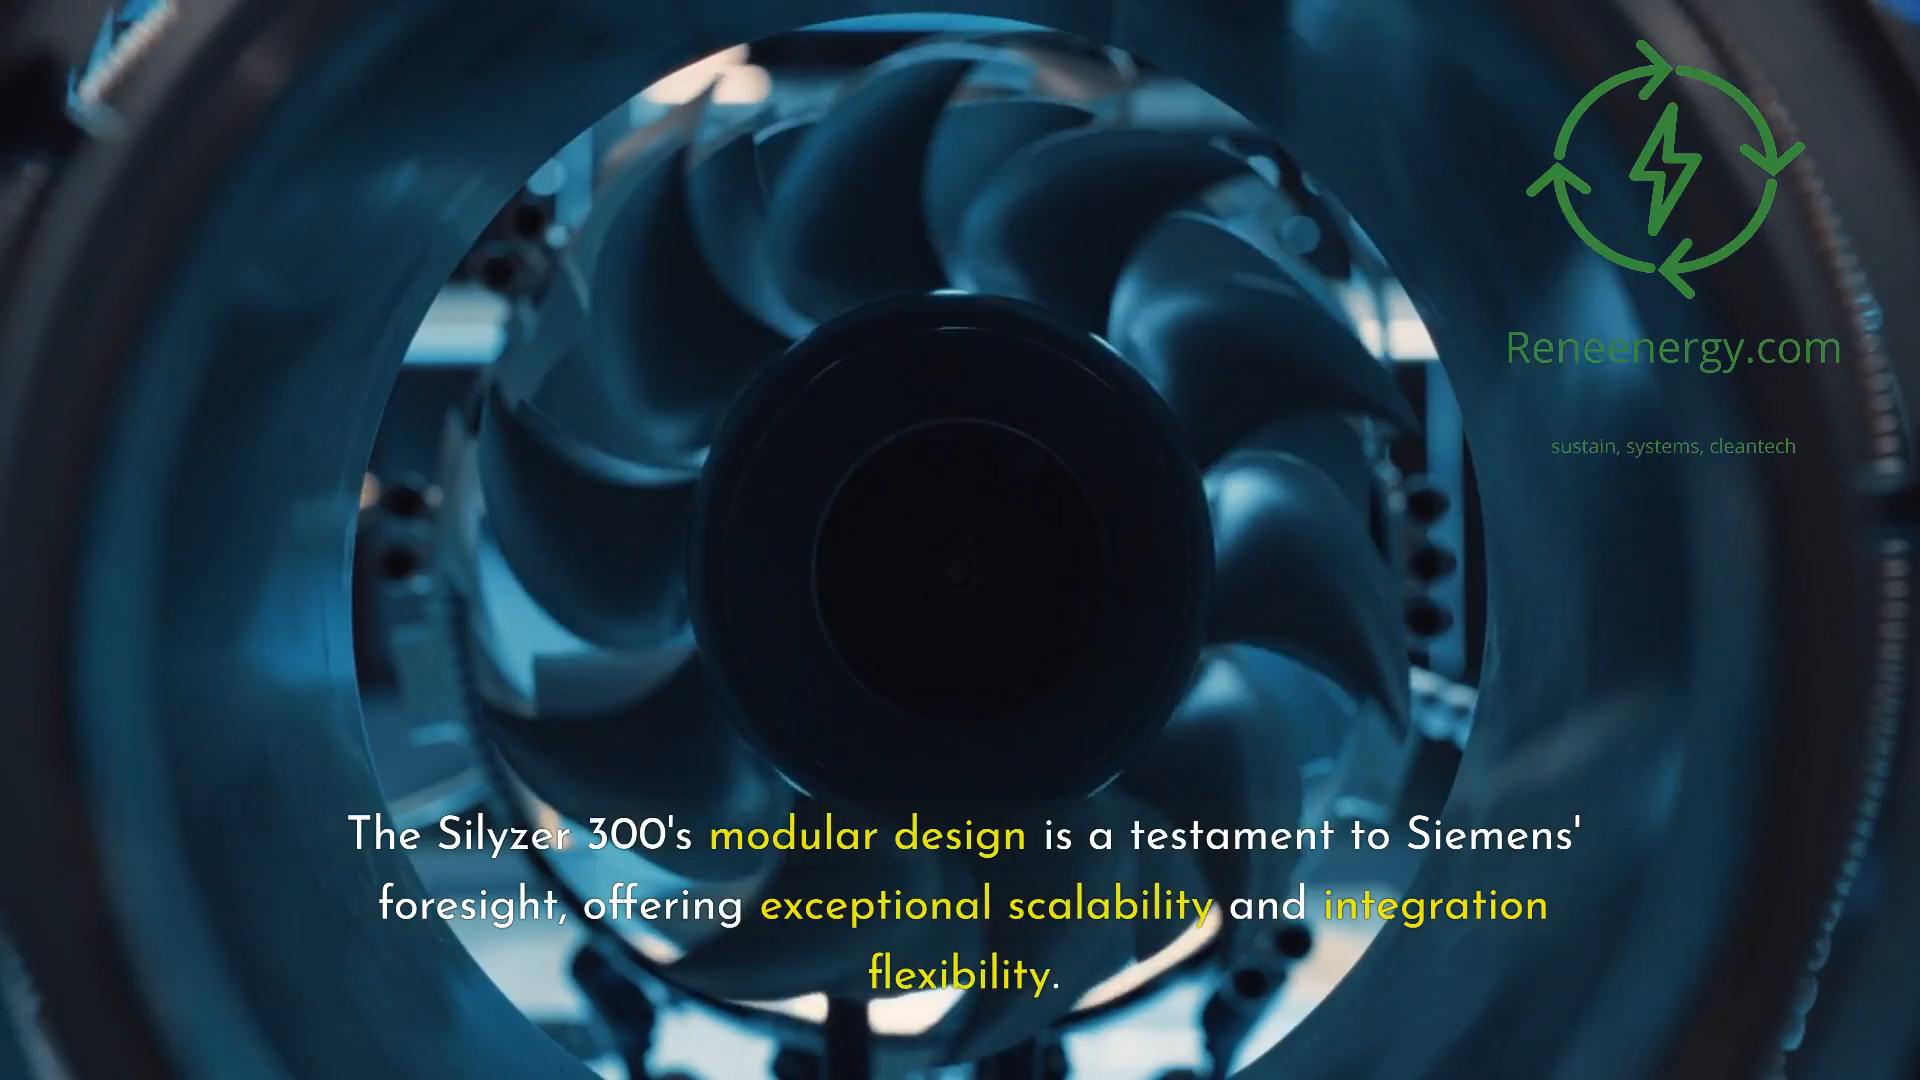 Reneenergy.com
sustain, systems, cleantech
The Silyzer 300's modular design is a testament to Siemens'
foresight, offering exceptional scalability and integration
flexibility.